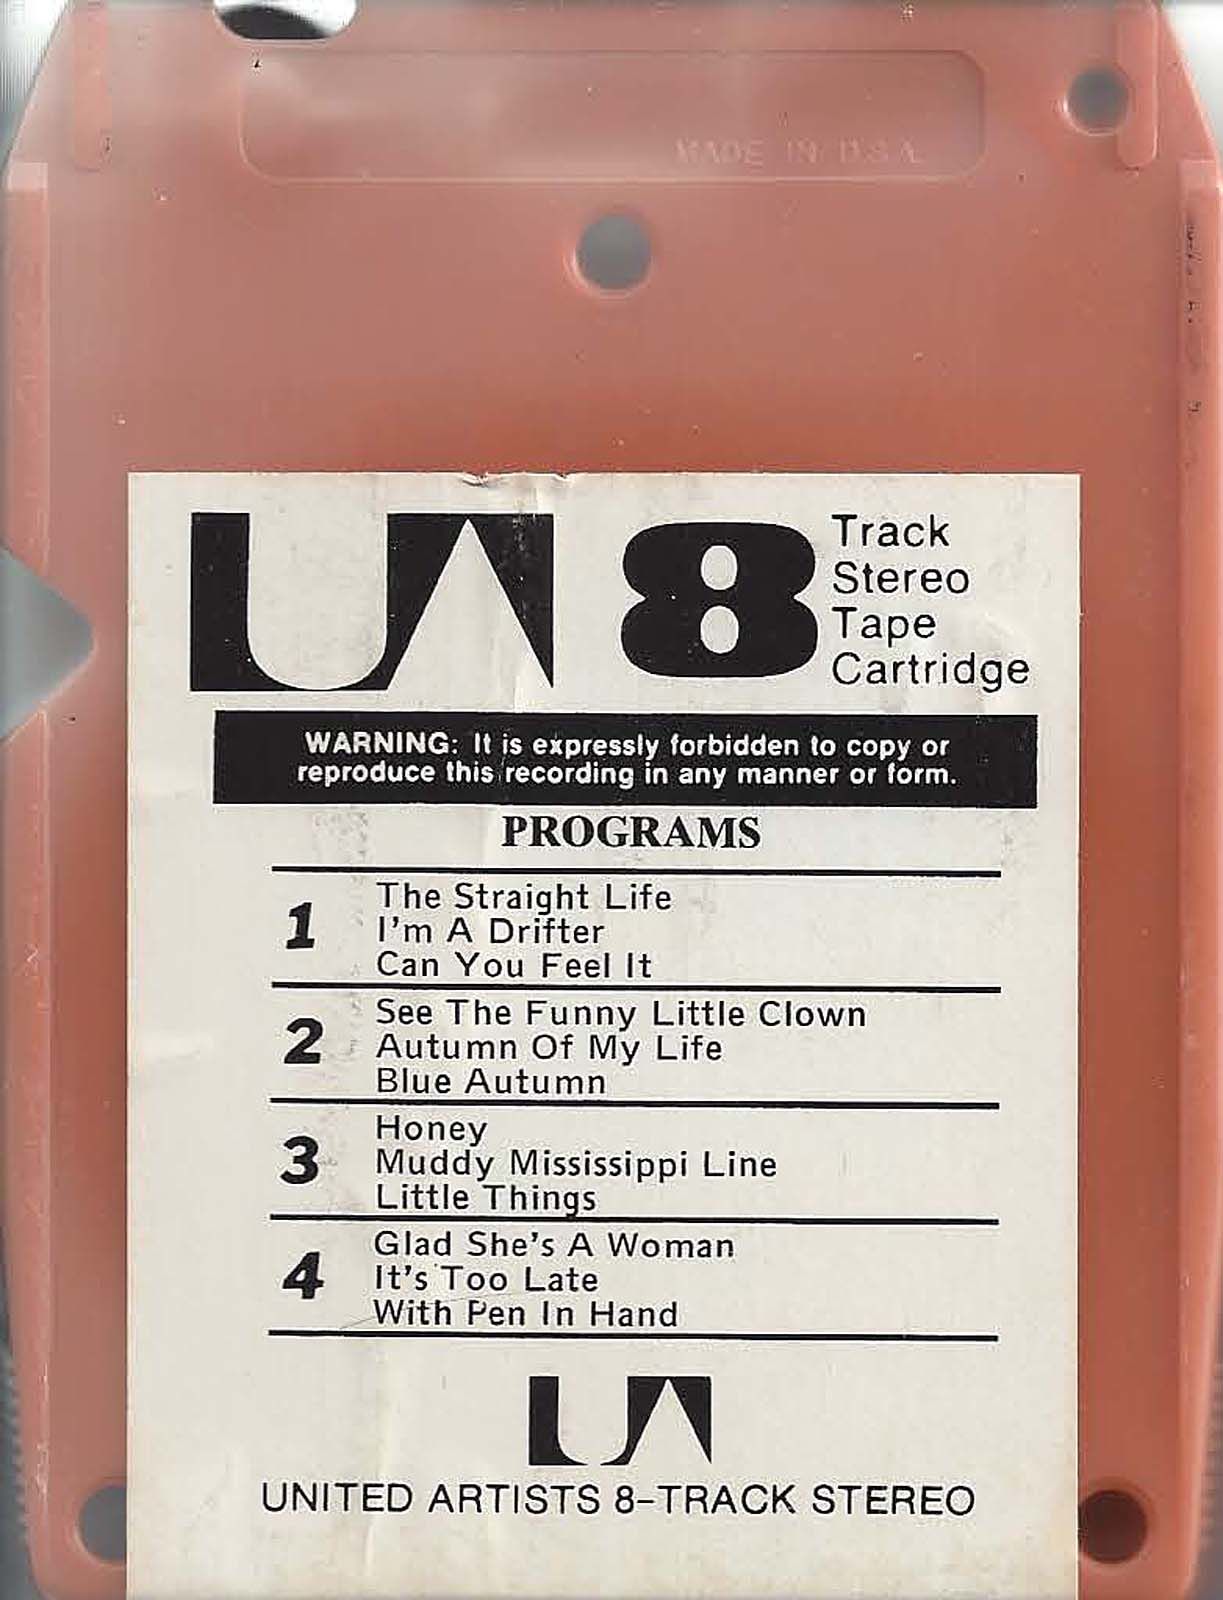 MADE IN U.S.A.
UA 8 Track
Stereo
Tape
Cartridge
WARNING: It is expressly forbidden to copy or
reproduce this recording in any manner or form.
PROGRAMS
1 The Straight Life
I'm A Drifter
Can You Feel It
2 See The Funny Little Clown
Autumn Of My Life
Blue Autumn
3 Honey
Muddy Mississippi Line
Little Things
4 Glad She's A Woman
It's Too Late
With Pen In Hand
UA
UNITED ARTISTS 8-TRACK STEREO